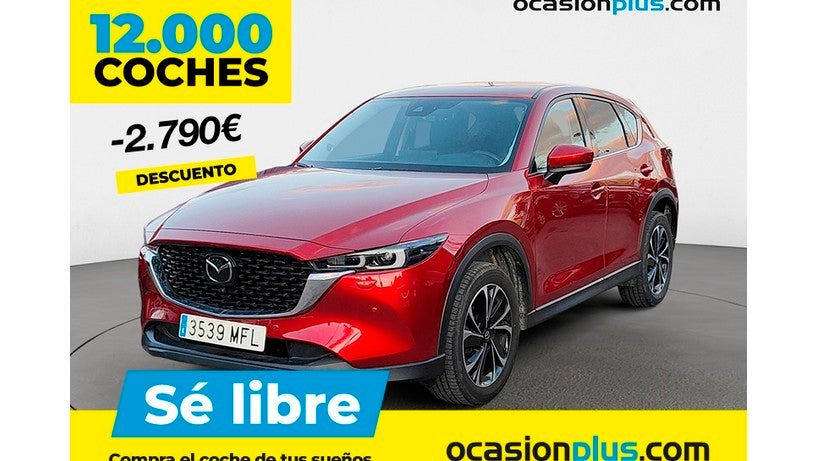 ocasionplus.com
12.000
COCHES
-2.790€
DESCUENTO
3539 MFL
Sé libre
Compra el coche de tus sueños
ocasionplus.com